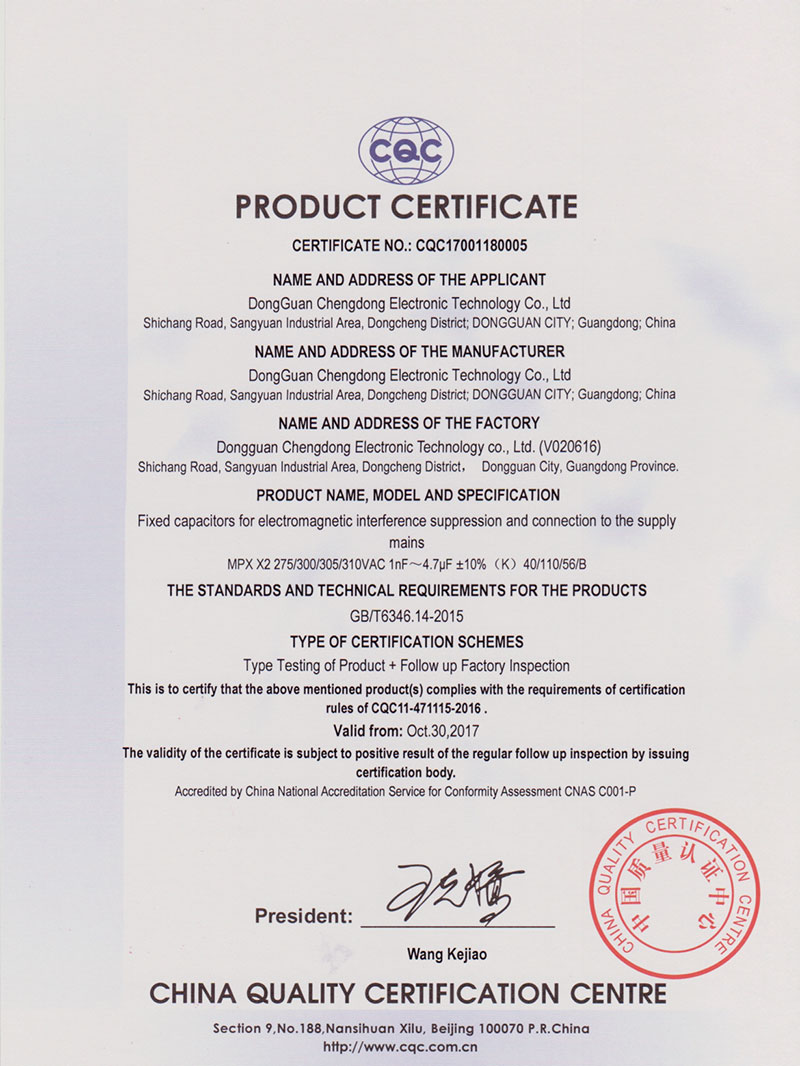 CQC
PRODUCT CERTIFICATE
CERTIFICATE NO.: CQC17001180005
NAME AND ADDRESS OF THE APPLICANT
DongGuan Chengdong Electronic Technology Co., Ltd
Shichang Road, Sangyuan Industrial Area, Dongcheng District; DONGGUAN CITY; Guangdong; China
NAME AND ADDRESS OF THE MANUFACTURER
DongGuan Chengdong Electronic Technology Co., Ltd
Shichang Road, Sangyuan Industrial Area, Dongcheng District; DONGGUAN CITY; Guangdong; China
NAME AND ADDRESS OF THE FACTORY
Dongguan Chengdong Electronic Technology co., Ltd. (V020616)
Shichang Road, Sangyuan Industrial Area, Dongcheng District， Dongguan City, Guangdong Province.
PRODUCT NAME, MODEL AND SPECIFICATION
Fixed capacitors for electromagnetic interference suppression and connection to the supply
mains
MPX X2 275/300/305/310VAC 1nF～4.7μF ±10%（K）40/110/56/B
THE STANDARDS AND TECHNICAL REQUIREMENTS FOR THE PRODUCTS
GB/T6346.14-2015
TYPE OF CERTIFICATION SCHEMES
Type Testing of Product + Follow up Factory Inspection
This is to certify that the above mentioned product(s) complies with the requirements of certification
rules of CQC11-471115-2016 .
Valid from: Oct.30,2017
The validity of the certificate is subject to positive result of the regular follow up inspection by issuing
certification body.
Accredited by China National Accreditation Service for Conformity Assessment CNAS C001-P
CHINA QUALITY CERTIFICATION CENTRE
中国质量认证中心
President:
Wang Kejiao
CHINA QUALITY CERTIFICATION CENTRE
Section 9,No.188,Nansihuan Xilu, Beijing 100070 P.R.China
http://www.cqc.com.cn